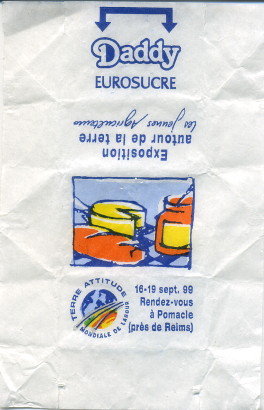 Daddy
EUROSUCRE
Exposition
autour de la terre
Les Jeunes Agriculteurs
TERRE ATTITUDE
MONDIALE DE LABOUR
16-19 sept. 99
Rendez-vous
à Pomacle
(près de Reims)